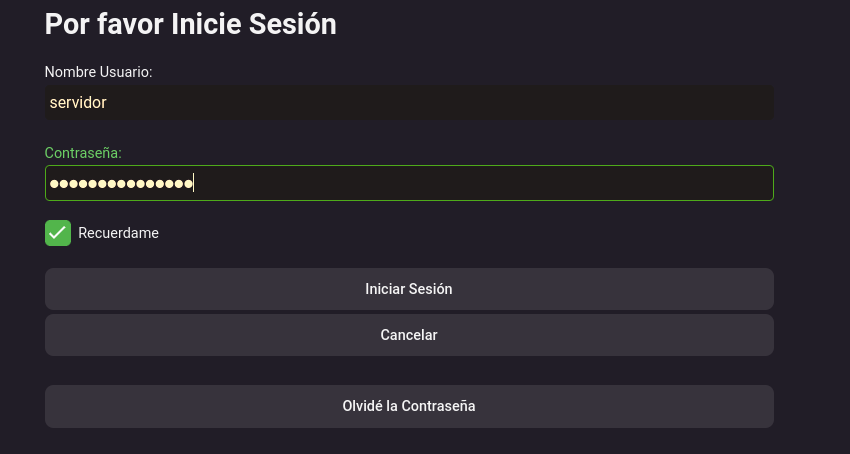 Por favor Inicie Sesión
Nombre Usuario:
servidor
Contraseña:
●●●●●●●●●●●●●●●
Recuerdame
Iniciar Sesión
Cancelar
Olvidé la Contraseña